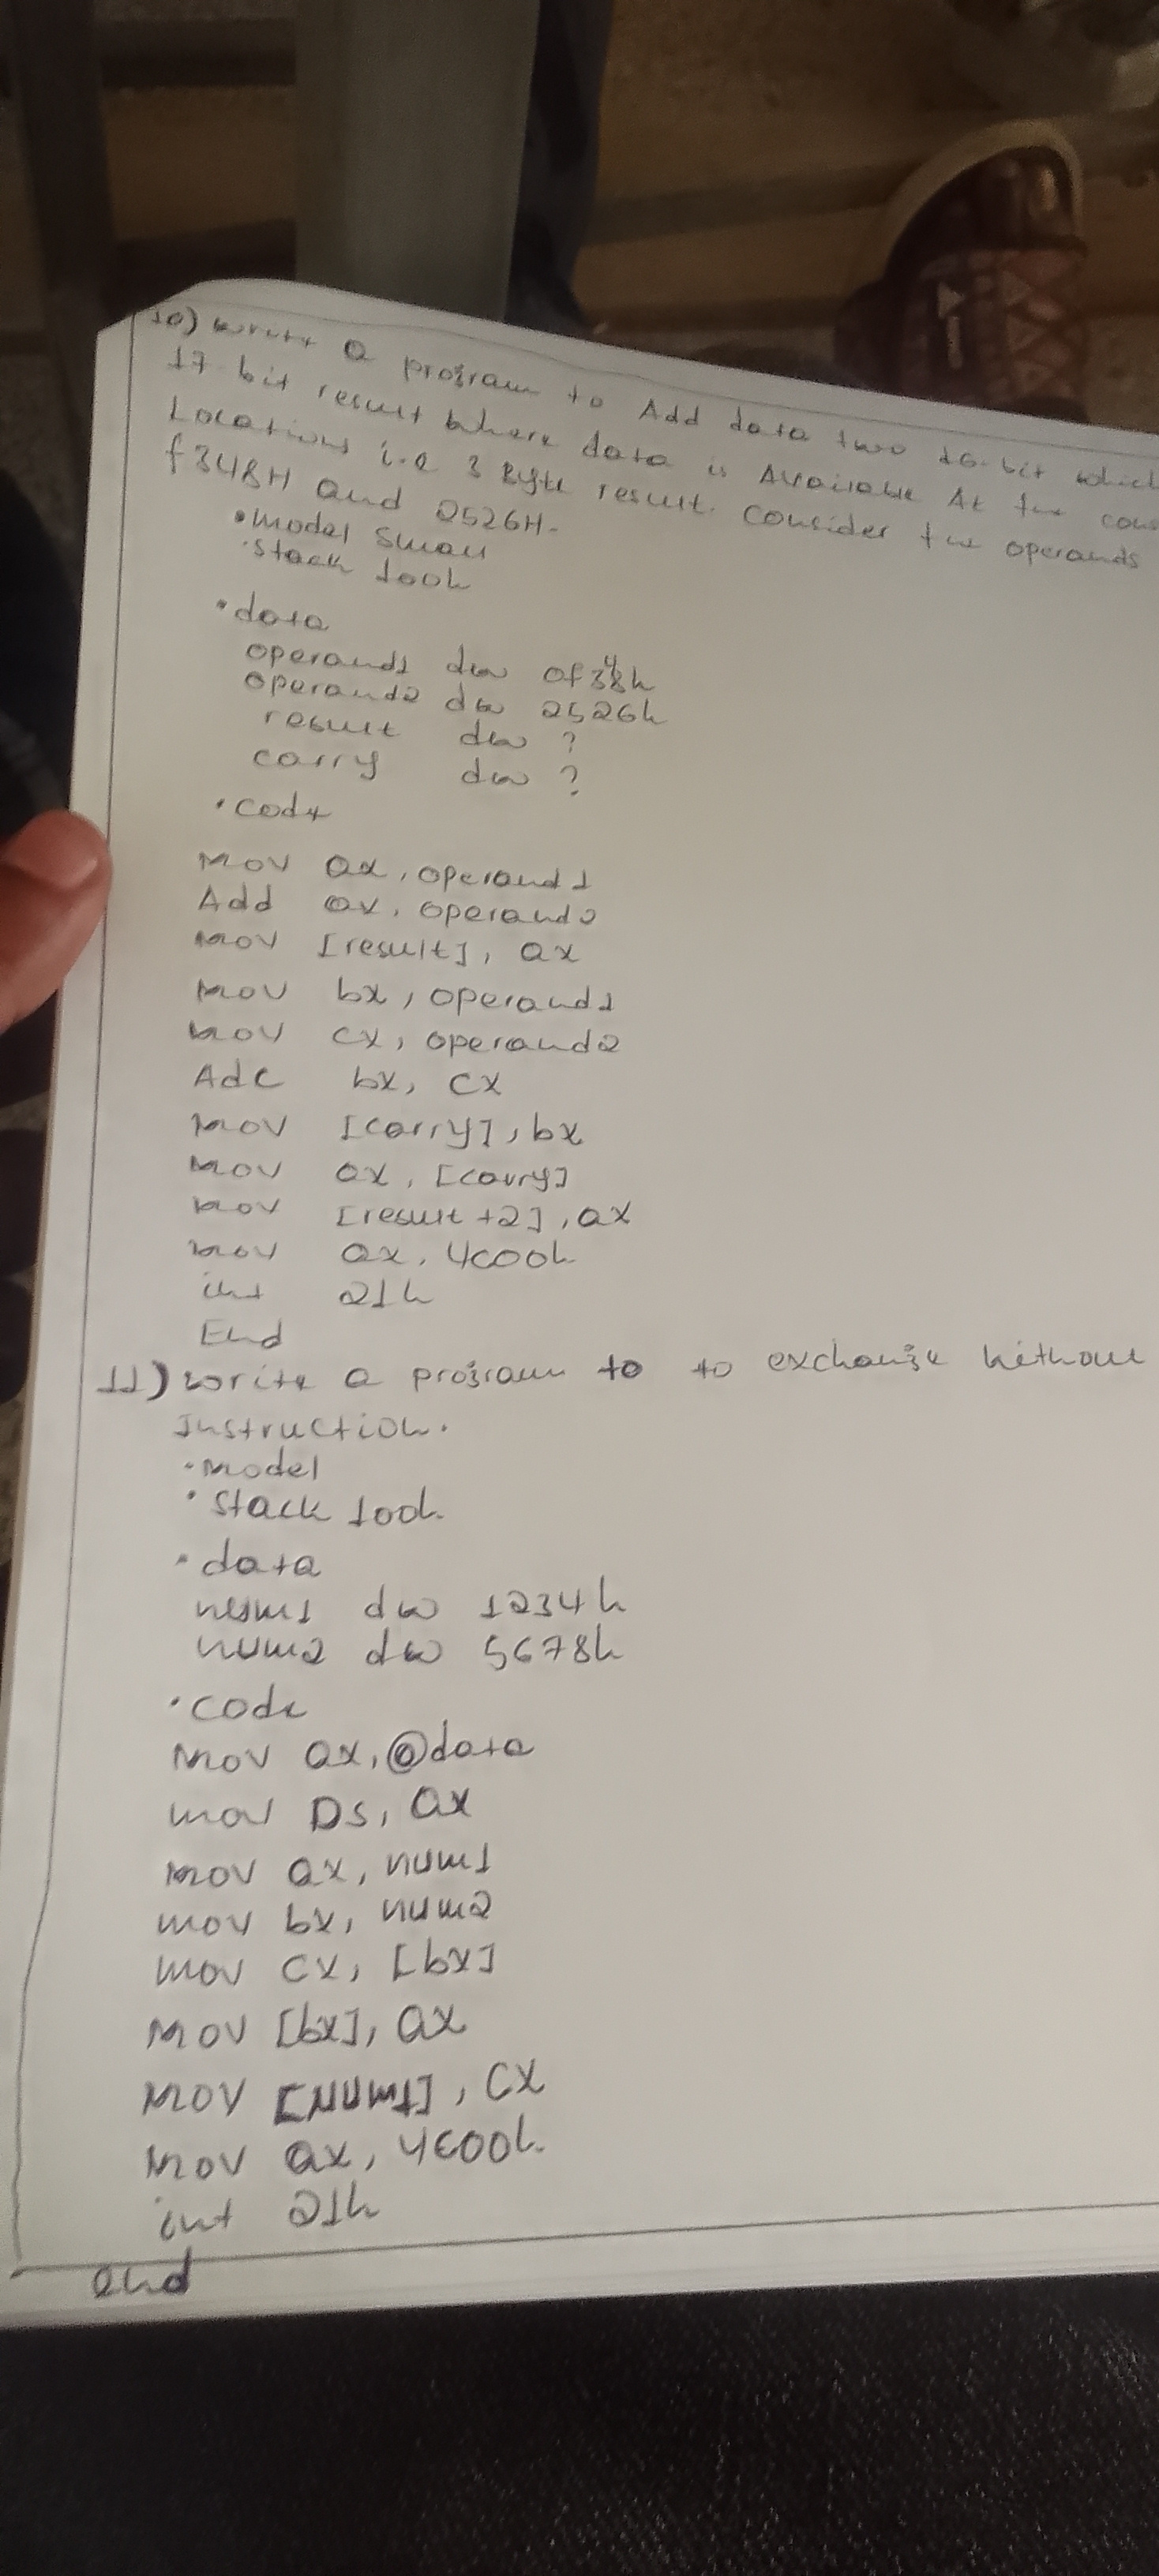 10) write a program to Add data two 16-bit which
17 bit result where data is Available At the
Locations i.e 3 Byte result. Consider the operands
f348H and 2526H.
.model small
.stack 100h
.data
operand1 dw 0f348h
operand2 dw 2526h
result dw ?
carry dw ?
.code
Mov ax, operand1
Add ax, operand2
Mov [result], ax
Mov bx, operand1
Mov cx, operand2
Adc bx, cx
Mov [carry], bx
Mov ax, [carry]
Mov [result+2], ax
Mov ax, 4c00h
int 21h
End
11) write a program to to exchange without
Instruction.
.Model
.stack 100h
.data
num1 dw 1234h
num2 dw 5678h
.code
Mov ax, @data
mov Ds, ax
Mov ax, num1
mov bx, num2
mov cx, [bx]
Mov [bx], ax
Mov [Num1], cx
Mov ax, 4c00h
int 21h
end